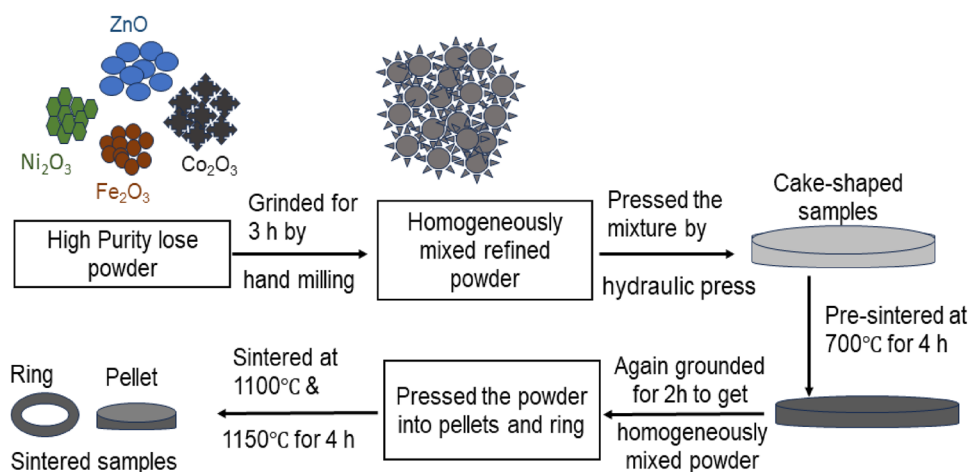 ZnO
Ni₂O₃
Co₂O₃
Fe₂O₃
High Purity lose
powder
Grinded for
3 h by
hand milling
Homogeneously
mixed refined
powder
Pressed the
mixture by
hydraulic press
Cake-shaped
samples
Pre-sintered at
700°C for 4 h
Again grounded
for 2h to get
homogeneously
mixed powder
Pressed the powder
into pellets and ring
Sintered at
1100°C &
1150°C for 4 h
Ring
Pellet
Sintered samples